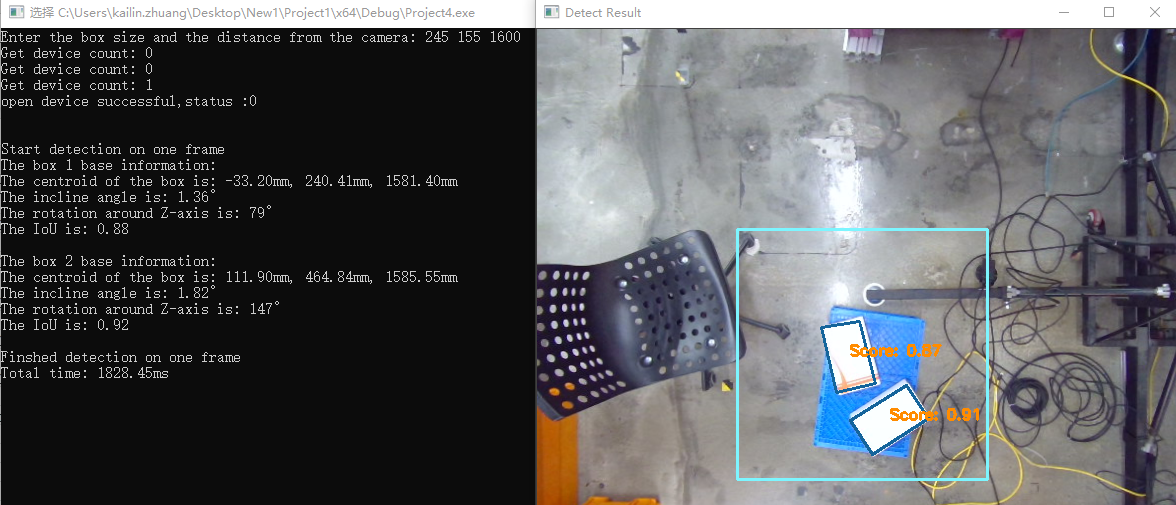 选择 C:\Users\kailin.zhuang\Desktop\New1\Project1\x64\Debug\Project4.exe
Enter the box size and the distance from the camera: 245 155 1600
Get device count: 0
Get device count: 0
Get device count: 1
open device successful,status :0
Start detection on one frame
The box 1 base information:
The centroid of the box is: -33.20mm, 240.41mm, 1581.40mm
The incline angle is: 1.36°
The rotation around Z-axis is: 79°
The IoU is: 0.88
The box 2 base information:
The centroid of the box is: 111.90mm, 464.84mm, 1585.55mm
The incline angle is: 1.82°
The rotation around Z-axis is: 147°
The IoU is: 0.92
Finshed detection on one frame
Total time: 1828.45ms
Detect Result
Score: 0.87
Score: 0.91